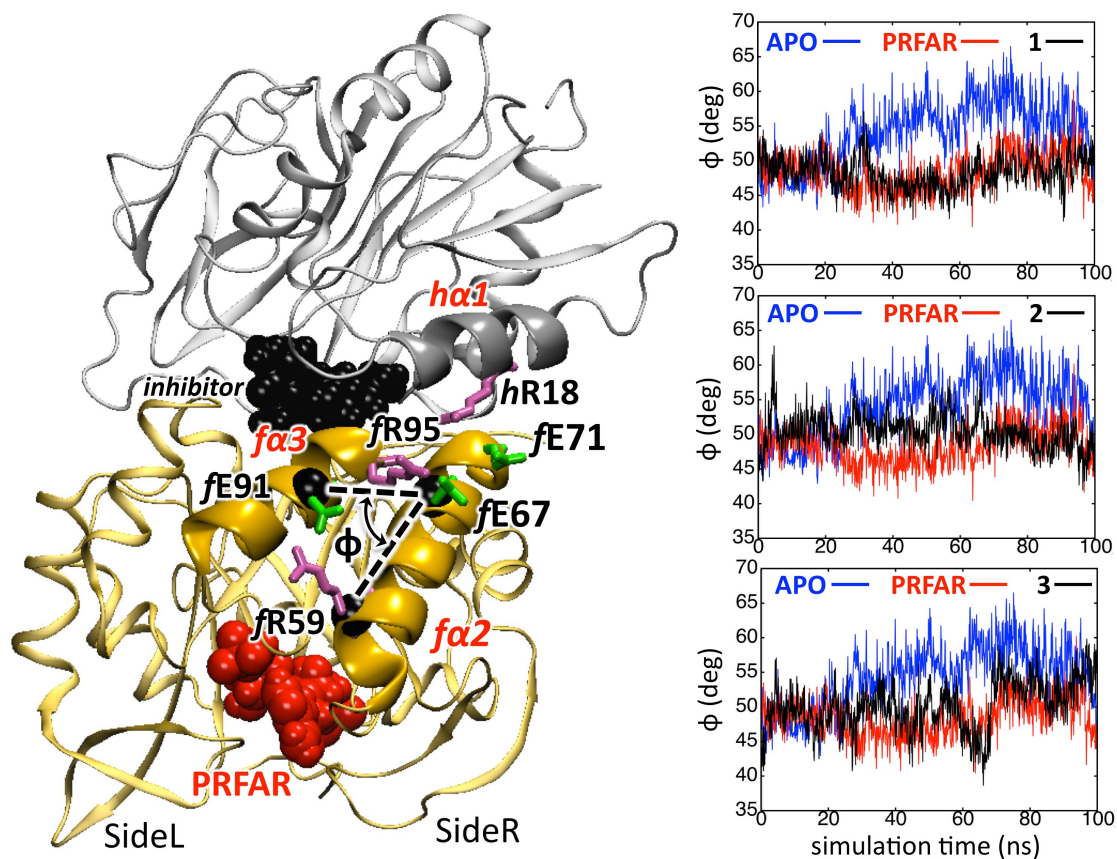 hα1
inhibitor
hR18
fα3
fR95
fE71
fE91
fE67
ϕ
fR59
fα2
PRFAR
SideL
SideR
APO PRFAR 1
ϕ (deg)
70
65
60
55
50
45
40
35
0 20 40 60 80 100
APO PRFAR 2
ϕ (deg)
70
65
60
55
50
45
40
35
0 20 40 60 80 100
APO PRFAR 3
ϕ (deg)
70
65
60
55
50
45
40
35
0 20 40 60 80 100
simulation time (ns)